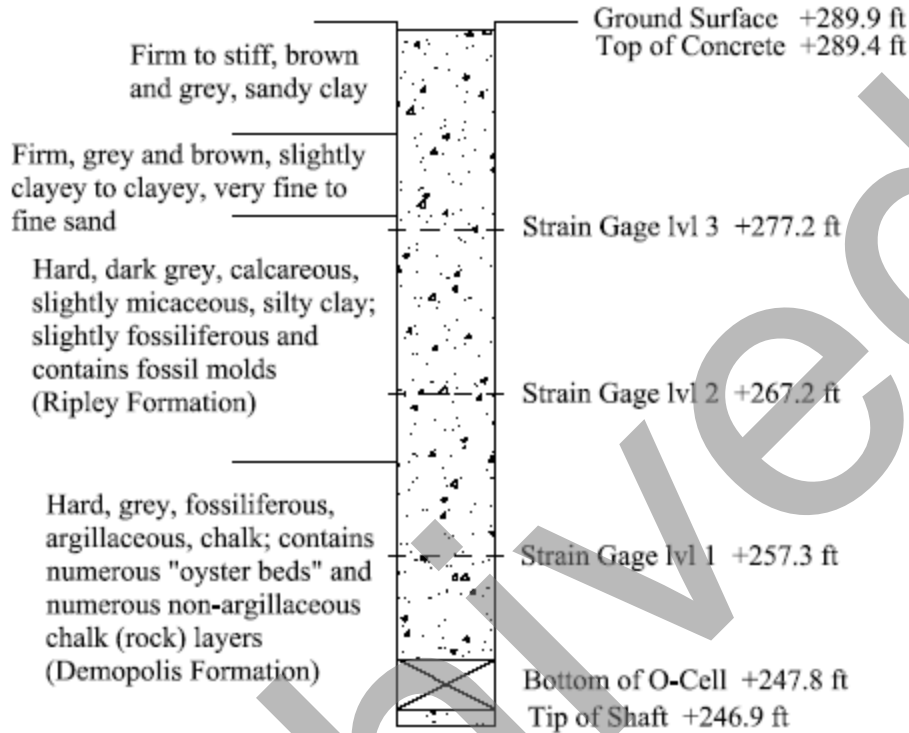 Ground Surface +289.9 ft
Top of Concrete +289.4 ft
Firm to stiff, brown
and grey, sandy clay
Firm, grey and brown, slightly
clayey to clayey, very fine to
fine sand
Strain Gage lvl 3 +277.2 ft
Hard, dark grey, calcareous,
slightly micaceous, silty clay;
slightly fossiliferous and
contains fossil molds
(Ripley Formation)
Strain Gage lvl 2 +267.2 ft
Hard, grey, fossiliferous,
argillaceous, chalk; contains
numerous "oyster beds" and
numerous non-argillaceous
chalk (rock) layers
(Demopolis Formation)
Strain Gage lvl 1 +257.3 ft
Bottom of O-Cell +247.8 ft
Tip of Shaft +246.9 ft